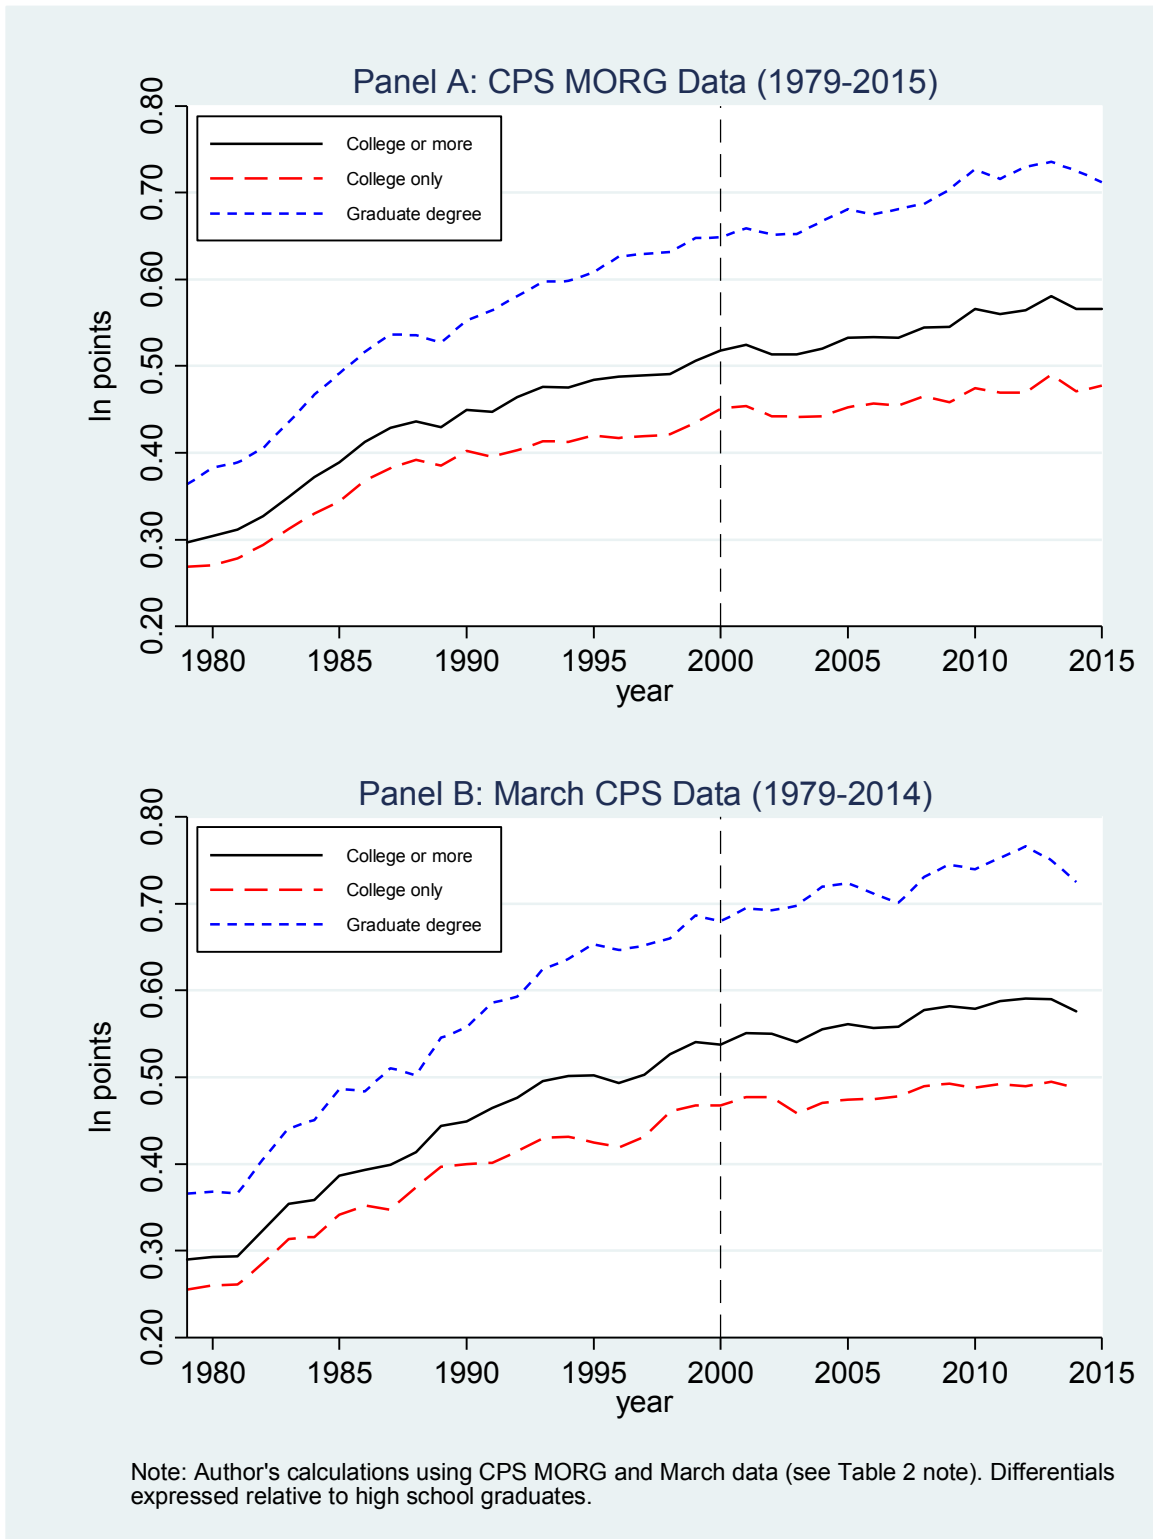 Panel A: CPS MORG Data (1979-2015)
0.80
0.70
0.60
0.50
0.40
0.30
0.20
ln points
College or more
College only
Graduate degree
1980 1985 1990 1995 2000 2005 2010 2015
year
Panel B: March CPS Data (1979-2014)
0.80
0.70
0.60
0.50
0.40
0.30
0.20
ln points
College or more
College only
Graduate degree
1980 1985 1990 1995 2000 2005 2010 2015
year
Note: Author's calculations using CPS MORG and March data (see Table 2 note). Differentials
expressed relative to high school graduates.